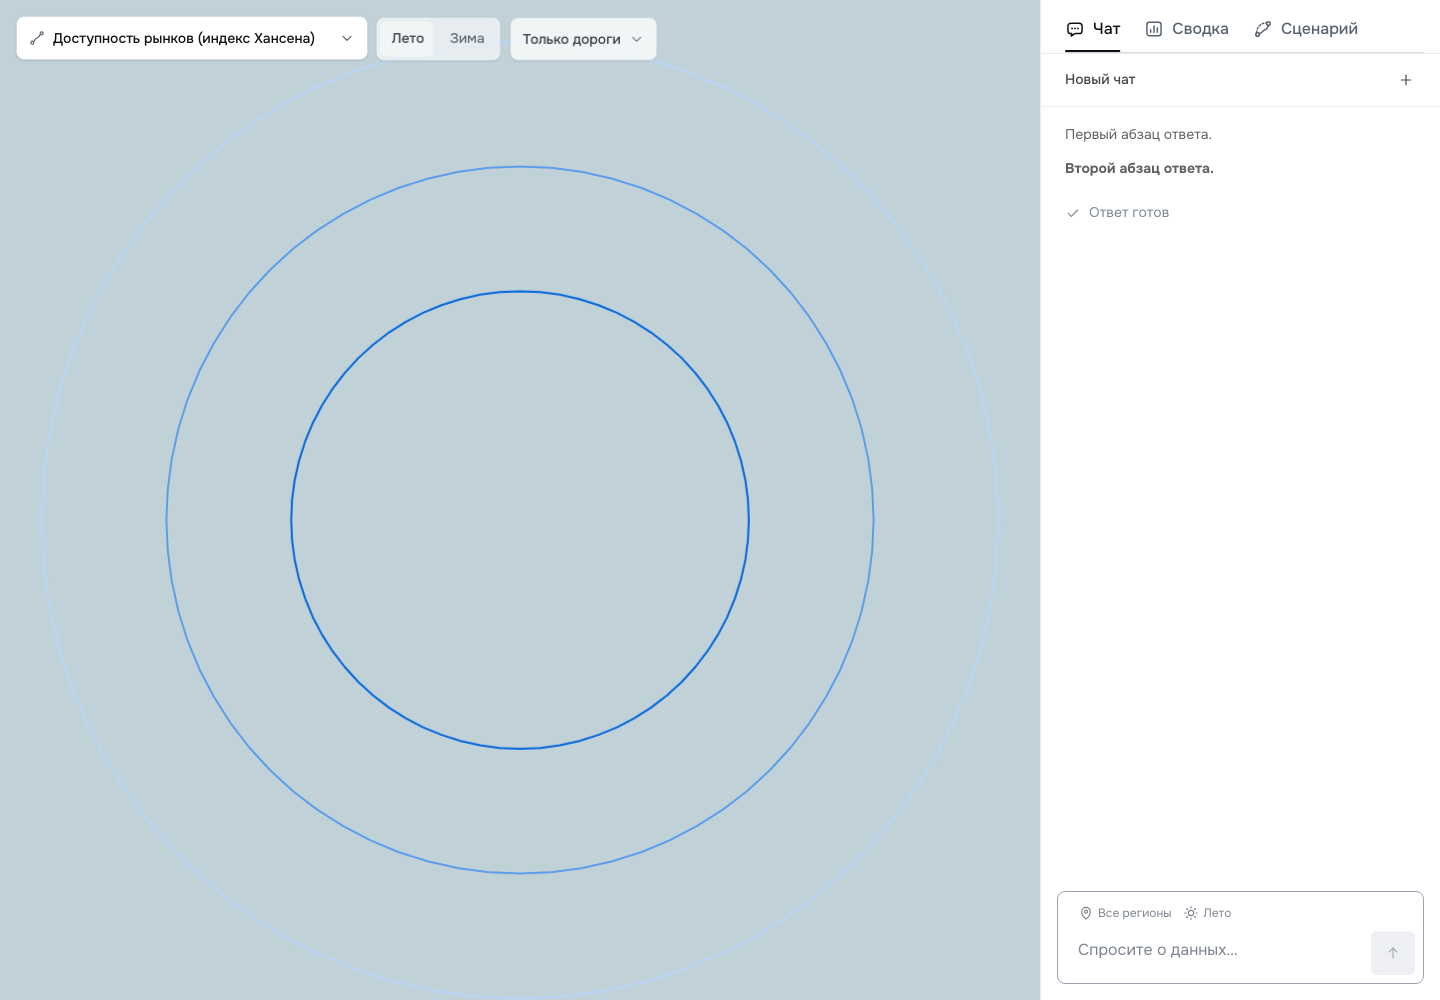 Доступность рынков (индекс Хансена)
Лето
Зима
Только дороги
Чат
Сводка
Сценарий
Новый чат
Первый абзац ответа.
Второй абзац ответа.
Ответ готов
Все регионы
Лето
Спросите о данных...